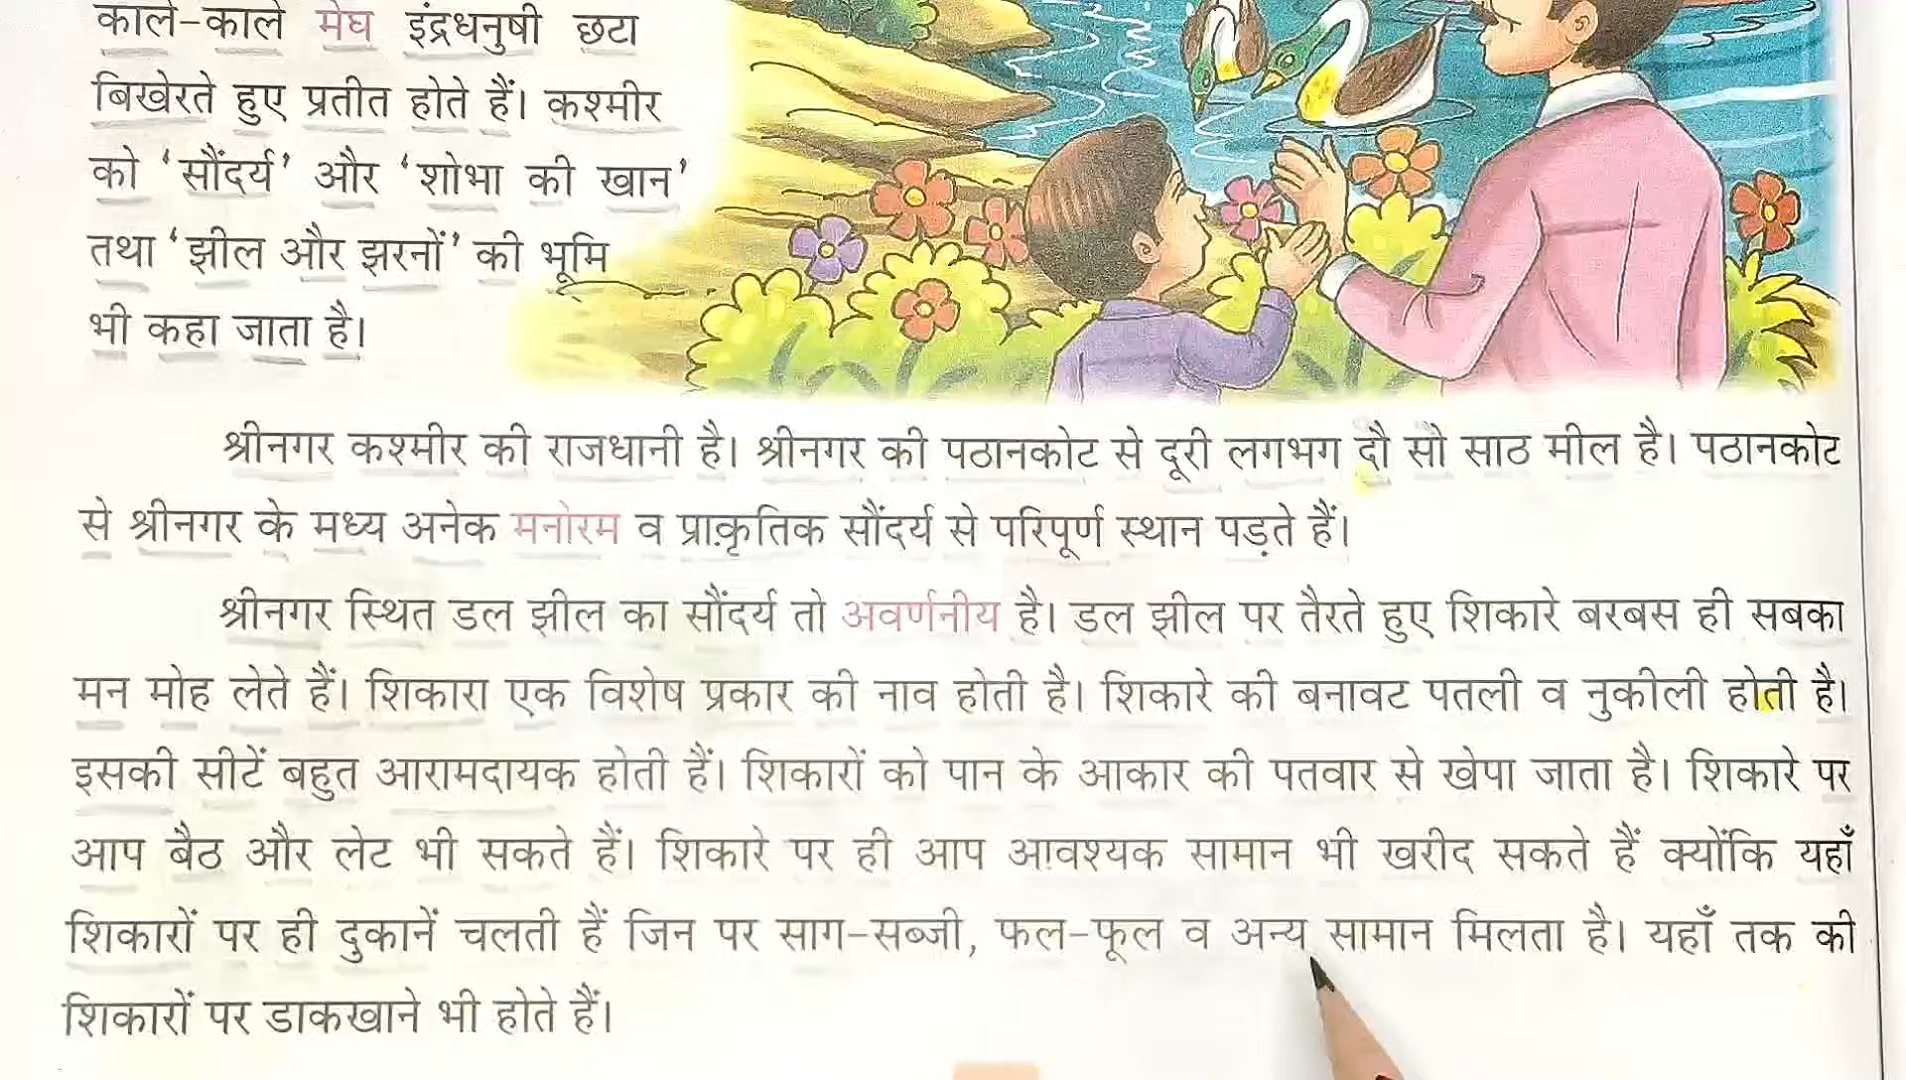 काले-काले मेघ इंद्रधनुषी छटा
बिखेरते हुए प्रतीत होते हैं। कश्मीर
को ‘सौंदर्य’ और ‘शोभा की खान’
तथा ‘झील और झरनों’ की भूमि
भी कहा जाता है।
श्रीनगर कश्मीर की राजधानी है। श्रीनगर की पठानकोट से दूरी लगभग दौ सौ साठ मील है। पठानकोट
से श्रीनगर के मध्य अनेक मनोरम व प्राकृतिक सौंदर्य से परिपूर्ण स्थान पड़ते हैं।
श्रीनगर स्थित डल झील का सौंदर्य तो अवर्णनीय है। डल झील पर तैरते हुए शिकारे बरबस ही सबका
मन मोह लेते हैं। शिकारा एक विशेष प्रकार की नाव होती है। शिकारे की बनावट पतली व नुकीली होती है।
इसकी सीटें बहुत आरामदायक होती हैं। शिकारों को पान के आकार की पतवार से खेपा जाता है। शिकारे पर
आप बैठ और लेट भी सकते हैं। शिकारे पर ही आप आवश्यक सामान भी खरीद सकते हैं क्योंकि यहाँ
शिकारों पर ही दुकानें चलती हैं जिन पर साग-सब्जी, फल-फूल व अन्य सामान मिलता है। यहाँ तक की
शिकारों पर डाकखाने भी होते हैं।